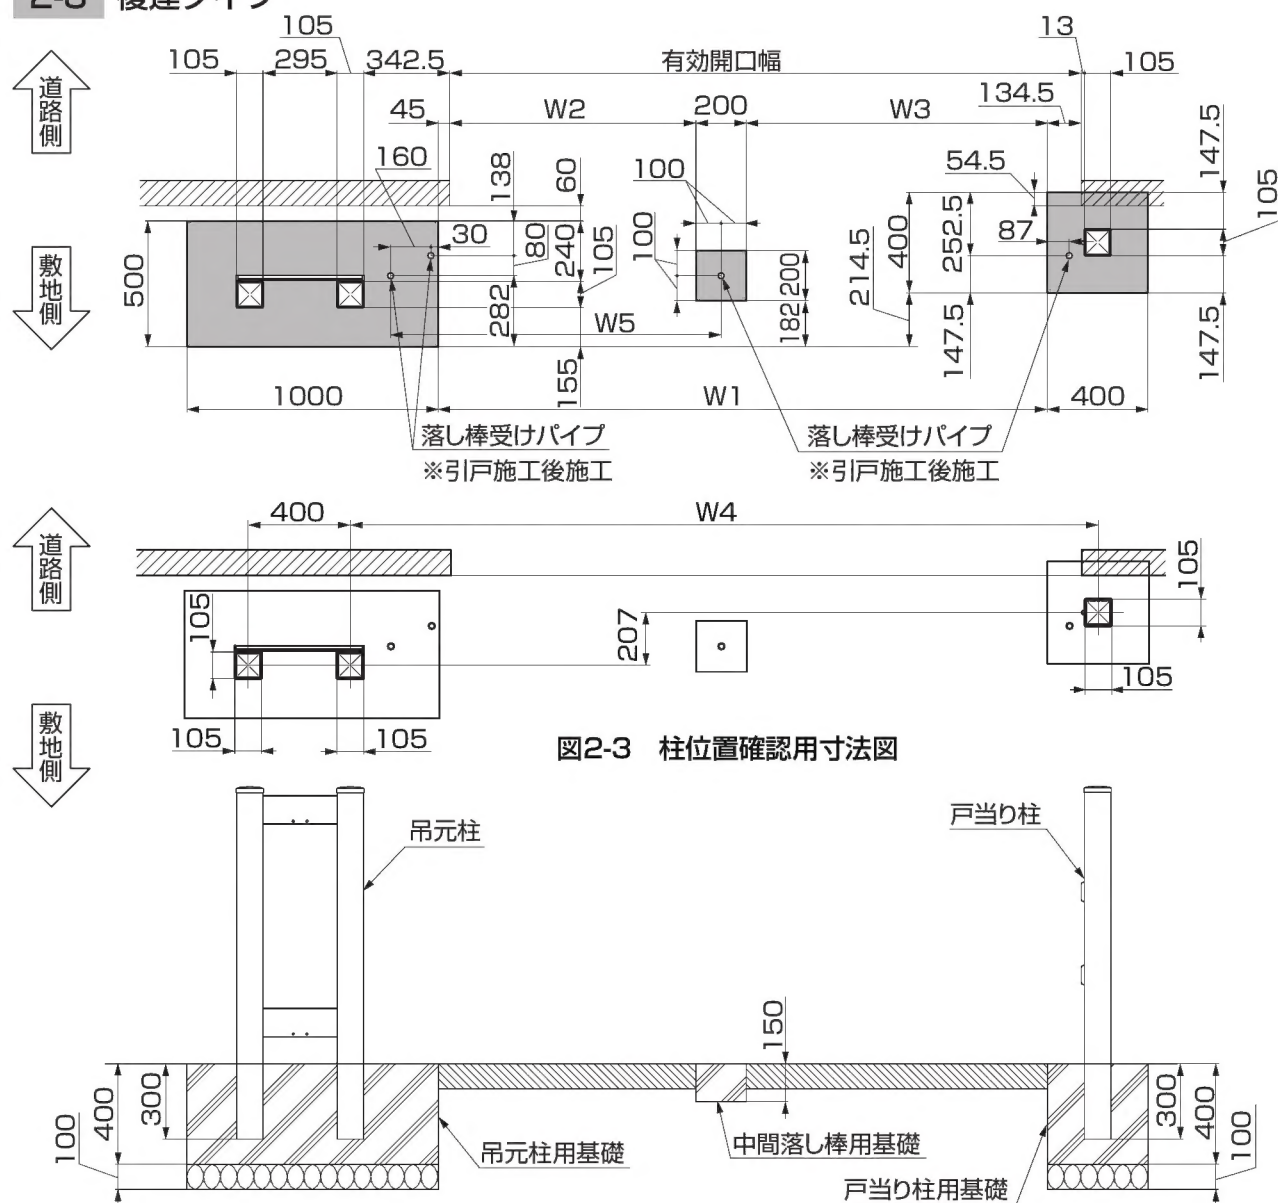 2-3 複連タイプ
105
105 295 342.5 有効開口幅 13 105
道路側
45 W2 200 W3 134.5
160 138 60 100 54.5 147.5
105
敷地側
500
30 80 240 105 100 200 400 252.5 87
214.5
282 W5 182
155 147.5 147.5
1000 W1 400
落し棒受けパイプ 落し棒受けパイプ
※引戸施工後施工 ※引戸施工後施工
道路側
400 W4
105 207 105
敷地側
105 105 105
図2-3 柱位置確認用寸法図
吊元柱 戸当り柱
150
100 400 300 300 400 100
吊元柱用基礎 中間落し棒用基礎
戸当り柱用基礎